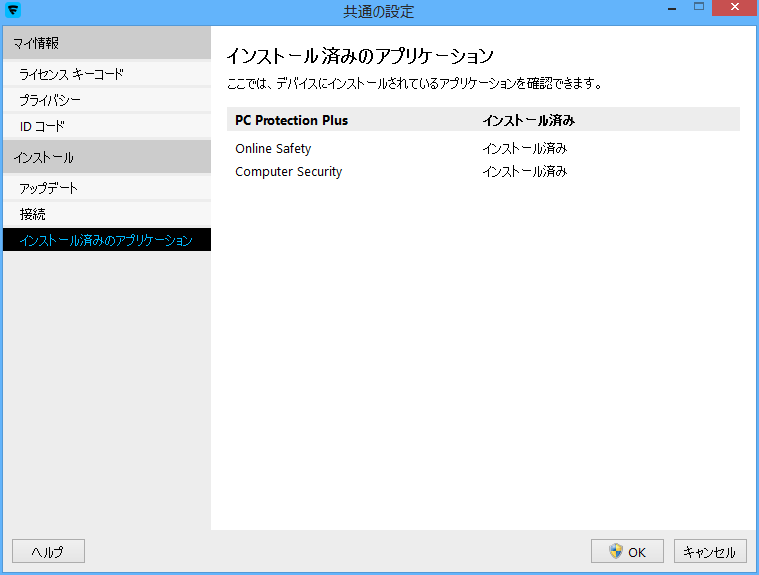 共通の設定
マイ情報
ライセンス キーコード
プライバシー
ID コード
インストール
アップデート
接続
インストール済みのアプリケーション
インストール済みのアプリケーション
ここでは、デバイスにインストールされているアプリケーションを確認できます。
PC Protection Plus インストール済み
Online Safety インストール済み
Computer Security インストール済み
ヘルプ
OK
キャンセル